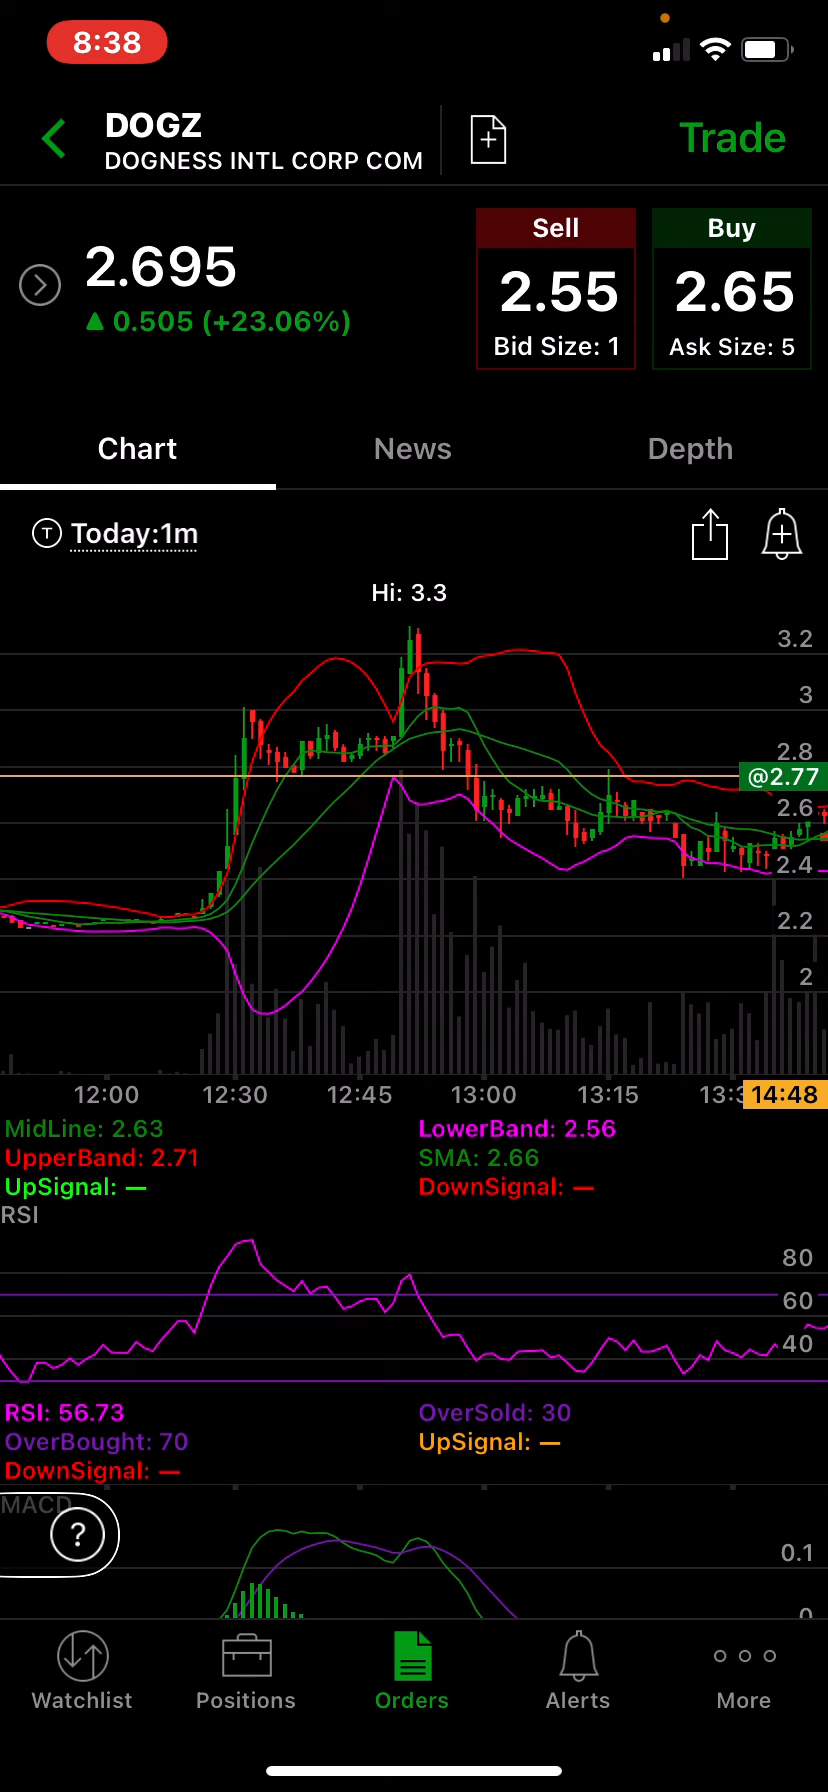 8:38
DOGZ
DOGNESS INTL CORP COM
Trade
2.695
0.505 (+23.06%)
Sell
2.55
Bid Size: 1
Buy
2.65
Ask Size: 5
Chart
News
Depth
T Today:1m
Hi: 3.3
3.2
3
2.8
@2.77
2.6
2.4
2.2
2
12:00
12:30
12:45
13:00
13:15
13:3
14:48
MidLine: 2.63
LowerBand: 2.56
UpperBand: 2.71
SMA: 2.66
UpSignal: —
DownSignal: —
RSI
80
60
40
RSI: 56.73
OverSold: 30
OverBought: 70
UpSignal: —
DownSignal: —
MACD
?
0.1
0
Watchlist
Positions
Orders
Alerts
More